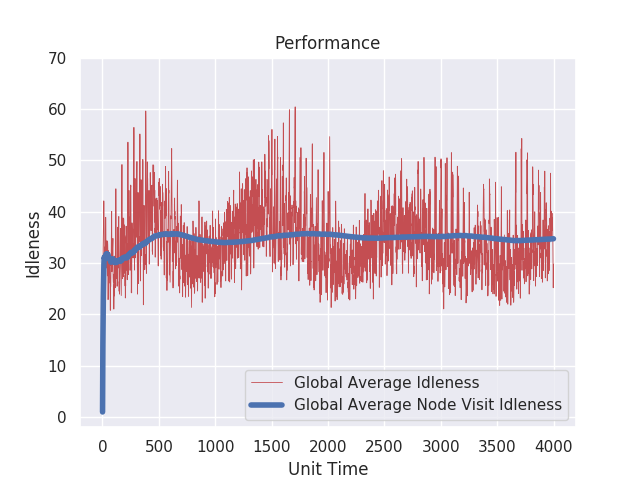 Performance
70
60
50
40
30
20
10
0
Idleness
Global Average Idleness
Global Average Node Visit Idleness
0 500 1000 1500 2000 2500 3000 3500 4000
Unit Time